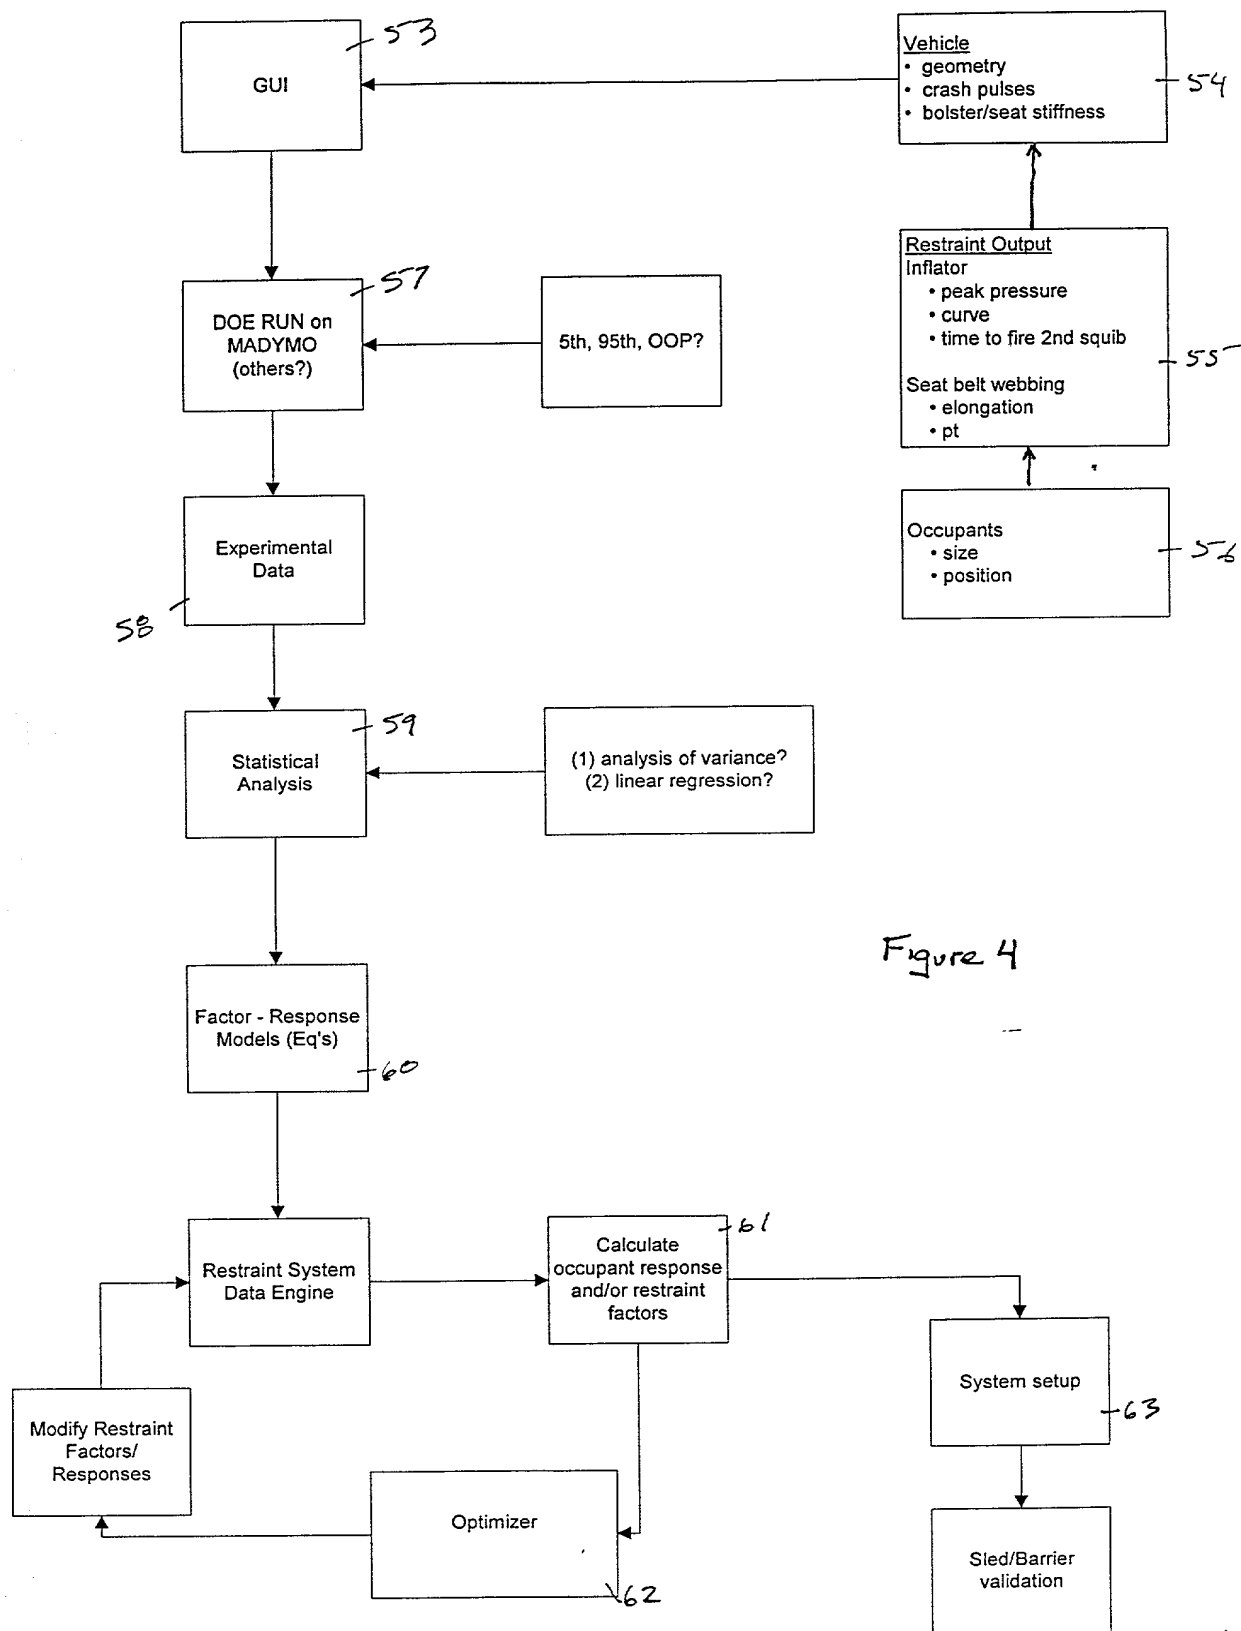 53
GUI
Vehicle
• geometry
• crash pulses
• bolster/seat stiffness
54
Restraint Output
Inflator
• peak pressure
• curve
• time to fire 2nd squib
Seat belt webbing
• elongation
• pt
55
57
DOE RUN on
MADYMO
(others?)
5th, 95th, OOP?
Occupants
• size
• position
56
Experimental
Data
58
59
Statistical
Analysis
(1) analysis of variance?
(2) linear regression?
Figure 4
Factor - Response
Models (Eq's)
60
Restraint System
Data Engine
61
Calculate
occupant response
and/or restraint
factors
System setup
63
Modify Restraint
Factors/
Responses
Optimizer
62
Sled/Barrier
validation